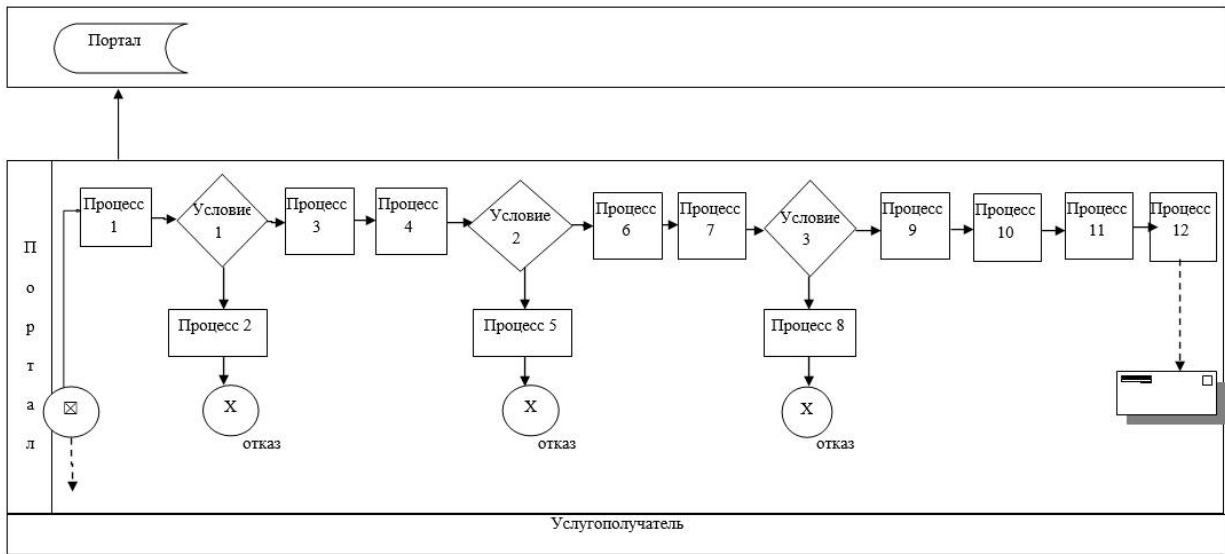 Портал
Процесс 1
Условие 1
Процесс 3
Процесс 4
Условие 2
Процесс 6
Процесс 7
Условие 3
Процесс 9
Процесс 10
Процесс 11
Процесс 12
Портал
Процесс 2
Процесс 5
Процесс 8
X
X
X
отказ
отказ
отказ
Услугополучатель